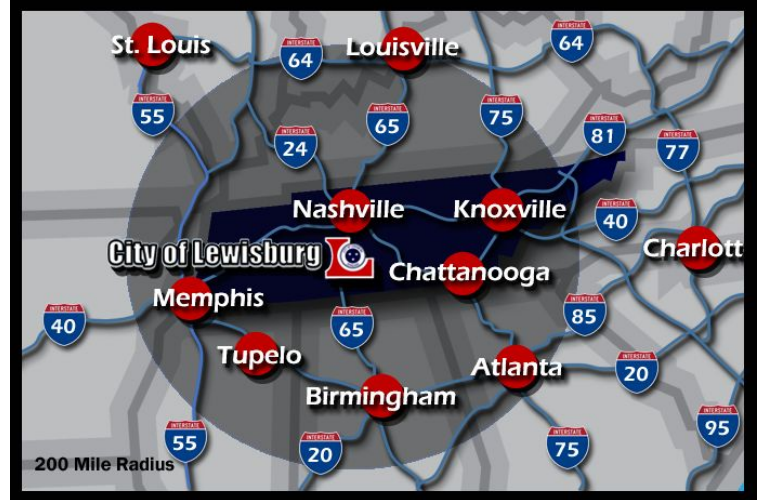 St. Louis
Louisville
INTERSTATE 64
INTERSTATE 64
INTERSTATE 55
INTERSTATE 65
INTERSTATE 75
INTERSTATE 24
INTERSTATE 81
INTERSTATE 77
Nashville
Knoxville
INTERSTATE 40
City of Lewisburg L
Charlott
Chattanooga
Memphis
INTERSTATE 40
INTERSTATE 65
INTERSTATE 85
Tupelo
Atlanta
INTERSTATE 20
Birmingham
INTERSTATE 95
INTERSTATE 55
INTERSTATE 20
INTERSTATE 75
200 Mile Radius